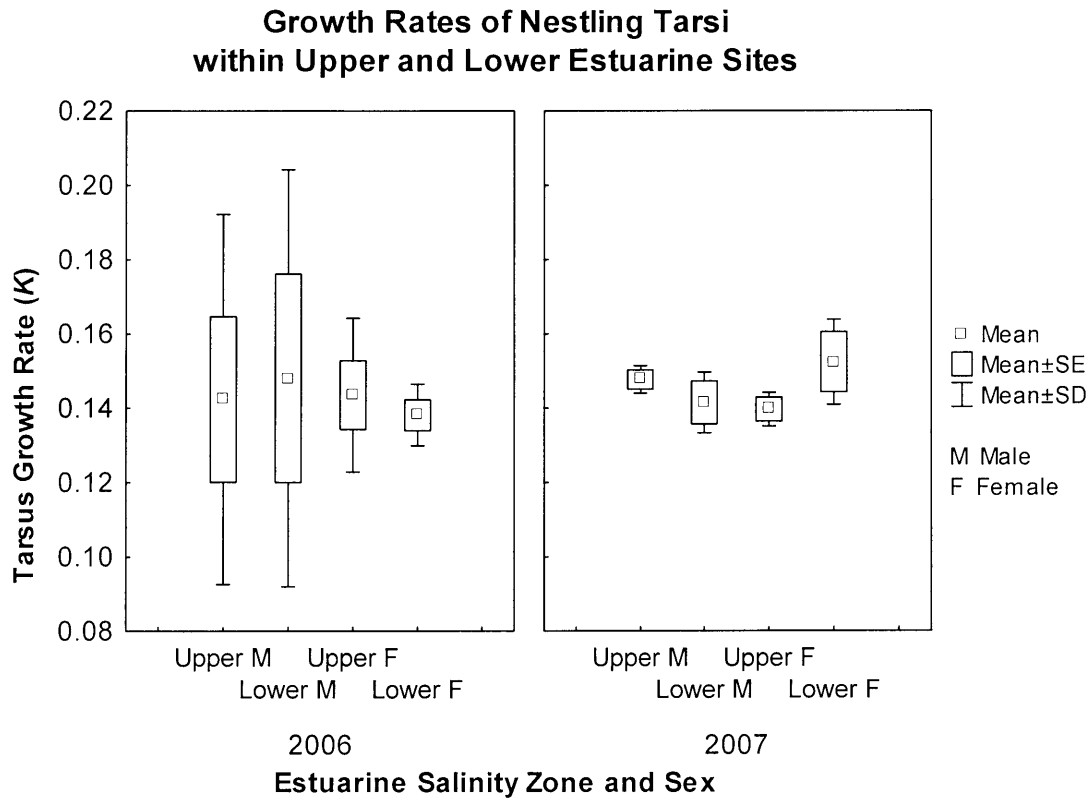 Growth Rates of Nestling Tarsi
within Upper and Lower Estuarine Sites
Tarsus Growth Rate (K)
0.22
0.20
0.18
0.16
0.14
0.12
0.10
0.08
Upper M Upper F Upper M Upper F
Lower M Lower F Lower M Lower F
2006 2007
Estuarine Salinity Zone and Sex
Mean
Mean±SE
Mean±SD
M Male
F Female